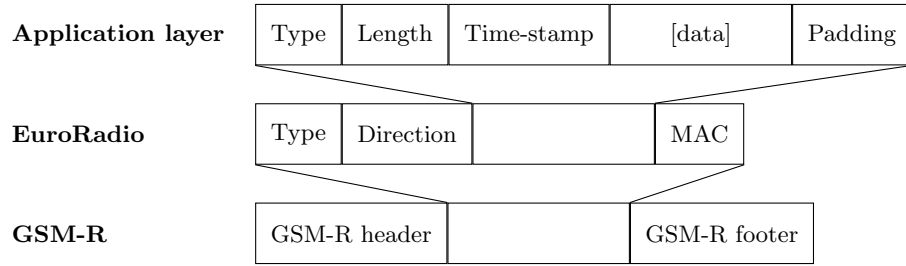 Application layer Type Length Time-stamp [data] Padding
EuroRadio Type Direction MAC
GSM-R GSM-R header GSM-R footer